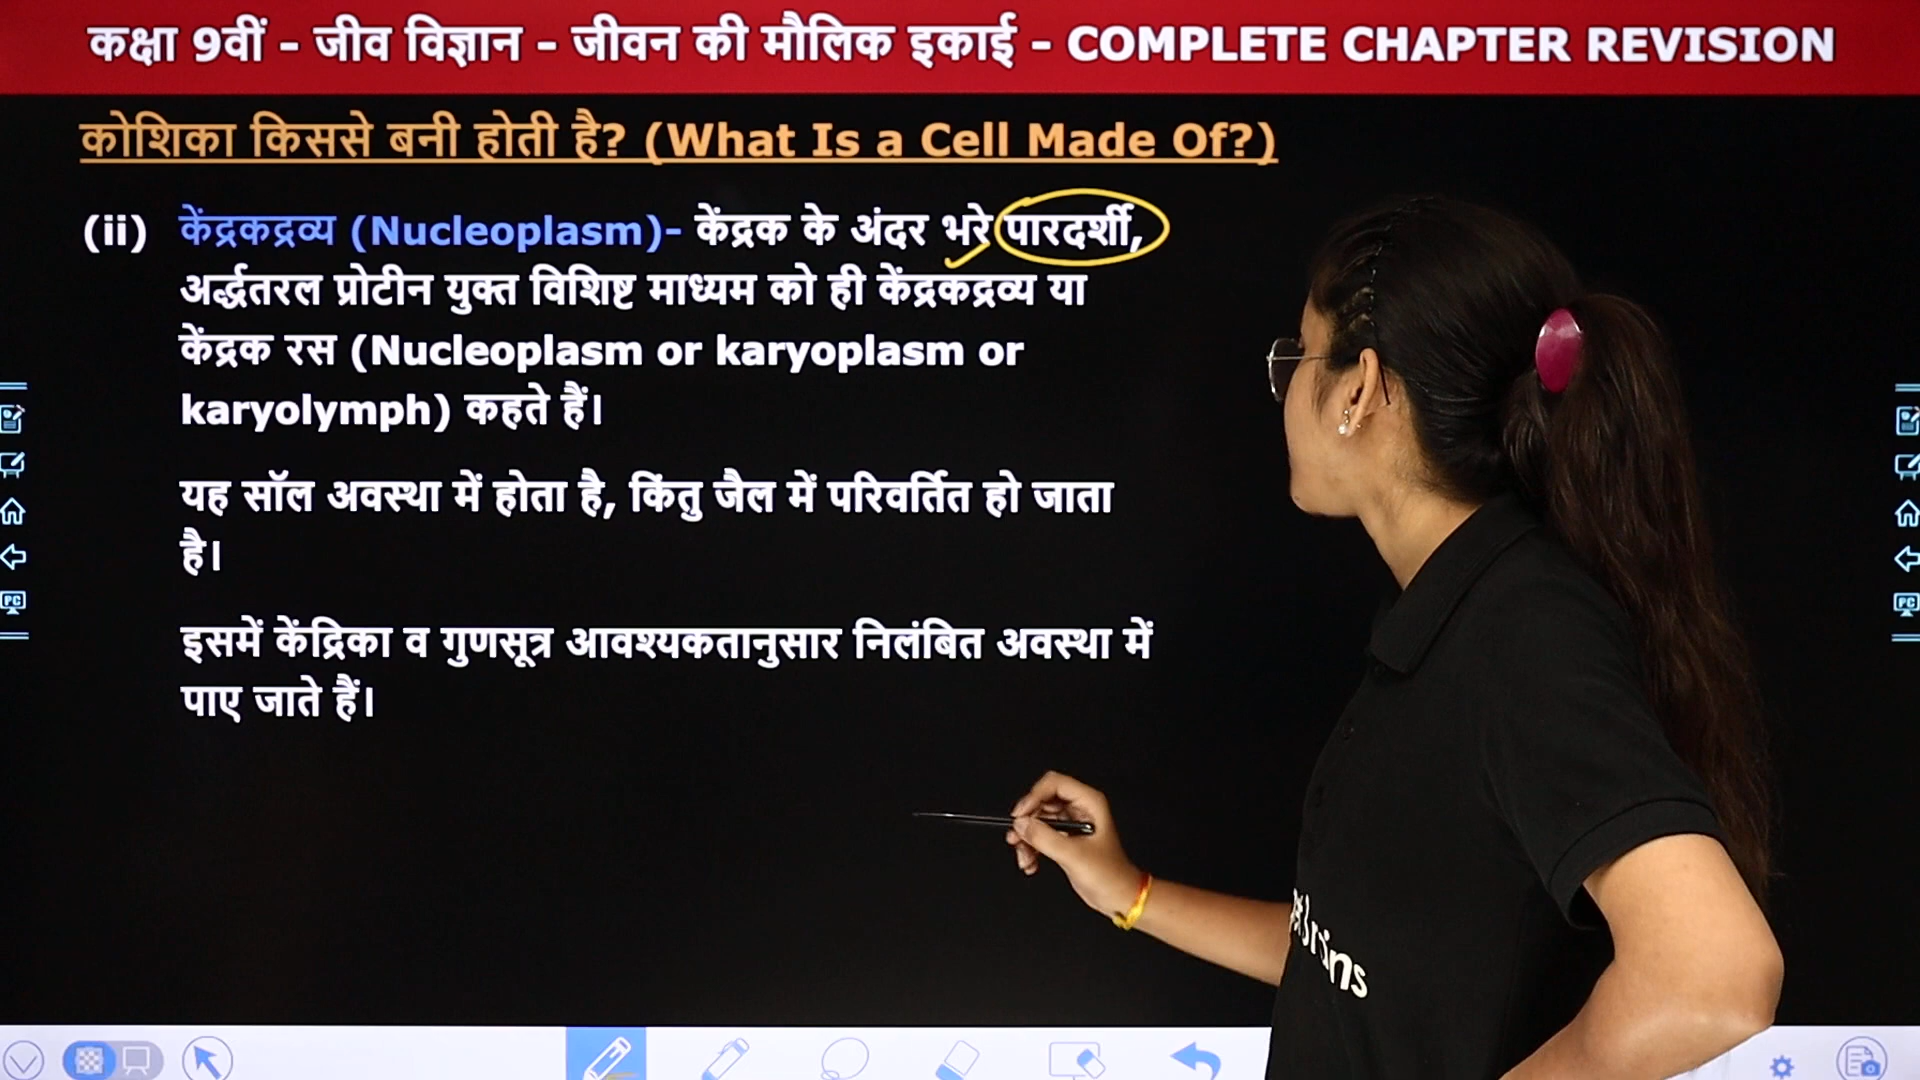 कक्षा 9वीं - जीव विज्ञान - जीवन की मौलिक इकाई - COMPLETE CHAPTER REVISION
कोशिका किससे बनी होती है? (What Is a Cell Made Of?)
(ii) केंद्रकद्रव्य (Nucleoplasm)- केंद्रक के अंदर भरे पारदर्शी,
अर्द्धतरल प्रोटीन युक्त विशिष्ट माध्यम को ही केंद्रकद्रव्य या
केंद्रक रस (Nucleoplasm or karyoplasm or
karyolymph) कहते हैं।
यह सॉल अवस्था में होता है, किंतु जैल में परिवर्तित हो जाता
है।
इसमें केंद्रिका व गुणसूत्र आवश्यकतानुसार निलंबित अवस्था में
पाए जाते हैं।
PC
PC